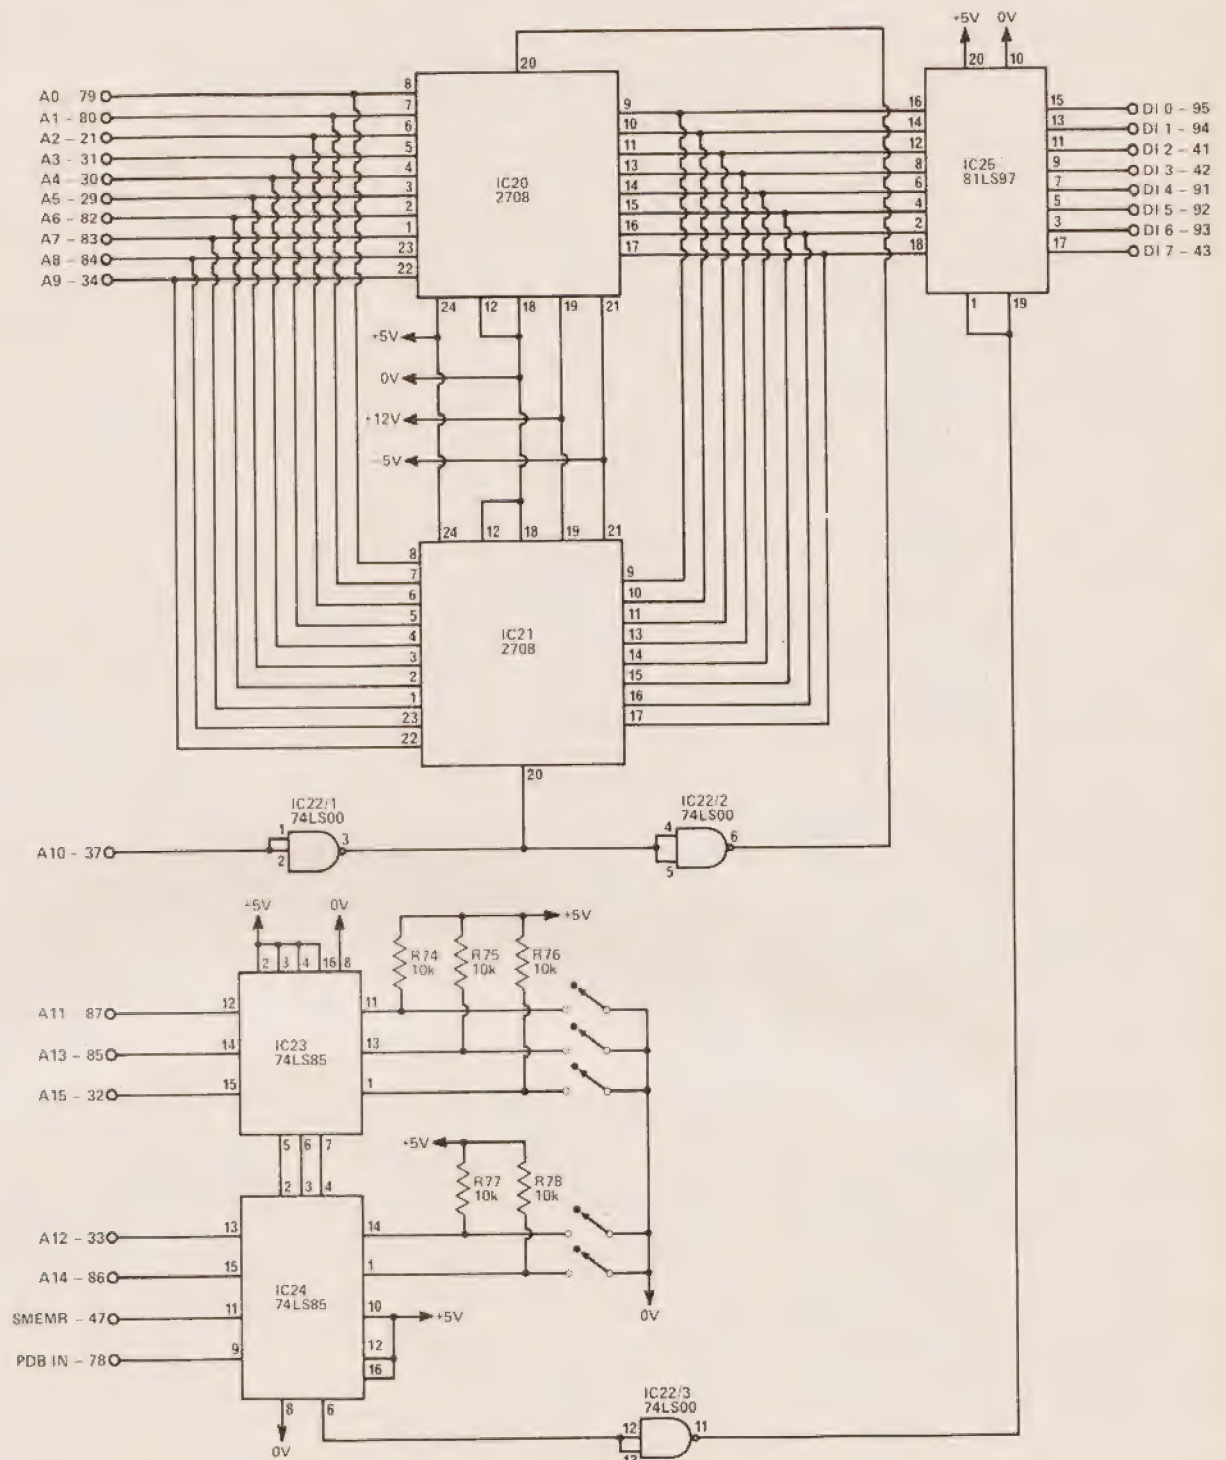 +5V 0V
20
20 10
A0 - 79 8 9 16 15 DI 0 - 95
A1 - 80 7 10 14 13 DI 1 - 94
A2 - 21 6 11 12 11 DI 2 - 41
A3 - 31 5 13 8 9 DI 3 - 42
A4 - 30 4 14 6 7 DI 4 - 91
A5 - 29 3 15 4 5 DI 5 - 92
A6 - 82 2 16 2 3 DI 6 - 93
A7 - 83 1 17 18 17 DI 7 - 43
A8 - 84 23
A9 - 34 22
IC20
2708
IC25
81LS97
24 12 18 19 21
1 19
+5V
0V
+12V
-5V
24 12 18 19 21
8 9
7 10
6 11
5 13
4 14
3 15
2 16
1 17
23
22
IC21
2708
20
IC22/1
74LS00
1
2
3
IC22/2
74LS00
4
5
6
A10 - 37
+5V 0V
+5V
2 3 4 16 8
R74
10k
R75
10k
R76
10k
A11 - 87 12 11
A13 - 85 14 13
A15 - 32 15 1
IC23
74LS85
5 6 7
+5V
2 3 4
R77
10k
R78
10k
A12 - 33 13 14
A14 - 86 15 1
SMEMR - 47 11 10 +5V
PDB IN - 78 9 12
16
IC24
74LS85
0V
8 6
0V
IC22/3
74LS00
12 11
13